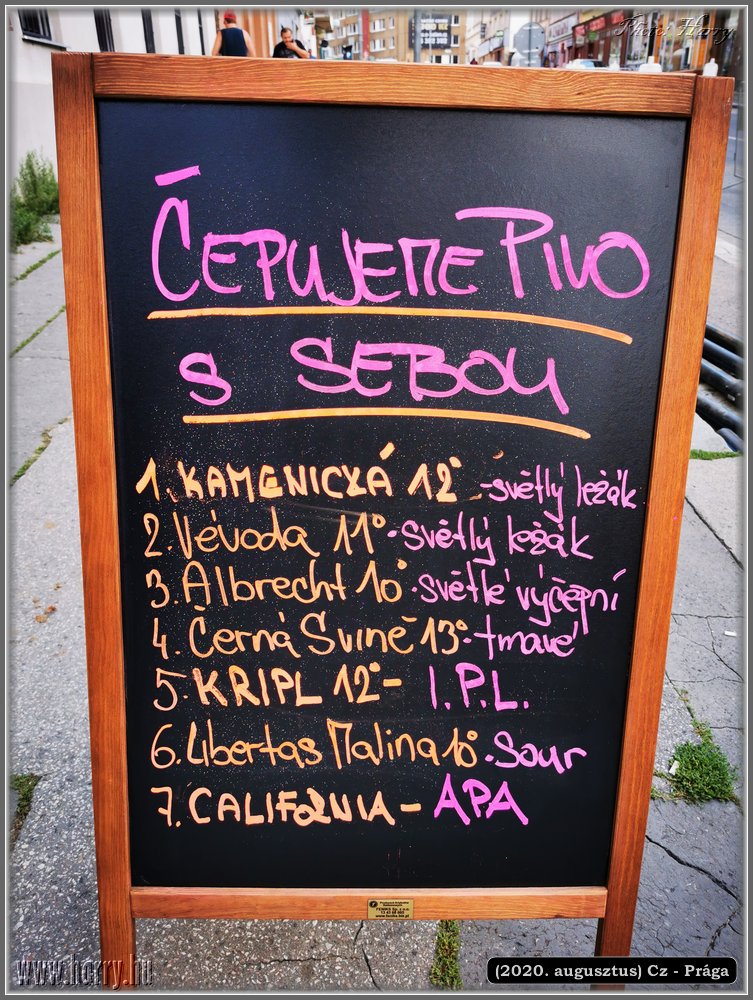 Photo: Harry
ČEPUJEME PIVO
S SEBOU
1. KAMENICKÁ 12° - světlý ležák
2. Vévoda 11° - světlý ležák
3. Albrecht 10° - světlé výčepní
4. Černá Svině 13° - tmavé
5. KRIPL 12° - I.P.L.
6. Libertas Malina 10° - Sour
7. CALIFORNIA - APA
www.horry.hu
(2020. augusztus) Cz - Prága